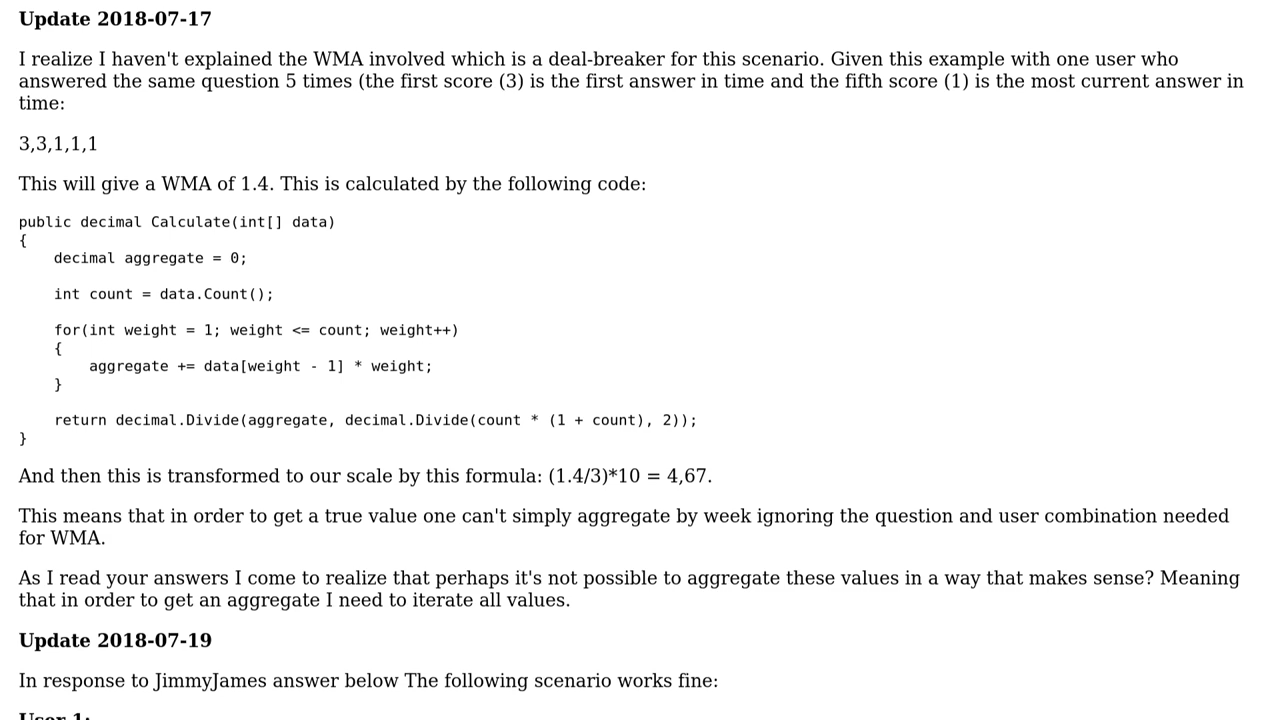 Update 2018-07-17
I realize I haven't explained the WMA involved which is a deal-breaker for this scenario. Given this example with one user who
answered the same question 5 times (the first score (3) is the first answer in time and the fifth score (1) is the most current answer in
time:
3,3,1,1,1
This will give a WMA of 1.4. This is calculated by the following code:
public decimal Calculate(int[] data)
{
    decimal aggregate = 0;
    int count = data.Count();
    for(int weight = 1; weight <= count; weight++)
    {
        aggregate += data[weight - 1] * weight;
    }
    return decimal.Divide(aggregate, decimal.Divide(count * (1 + count), 2));
}
And then this is transformed to our scale by this formula: (1.4/3)*10 = 4,67.
This means that in order to get a true value one can't simply aggregate by week ignoring the question and user combination needed
for WMA.
As I read your answers I come to realize that perhaps it's not possible to aggregate these values in a way that makes sense? Meaning
that in order to get an aggregate I need to iterate all values.
Update 2018-07-19
In response to JimmyJames answer below The following scenario works fine:
User 1: